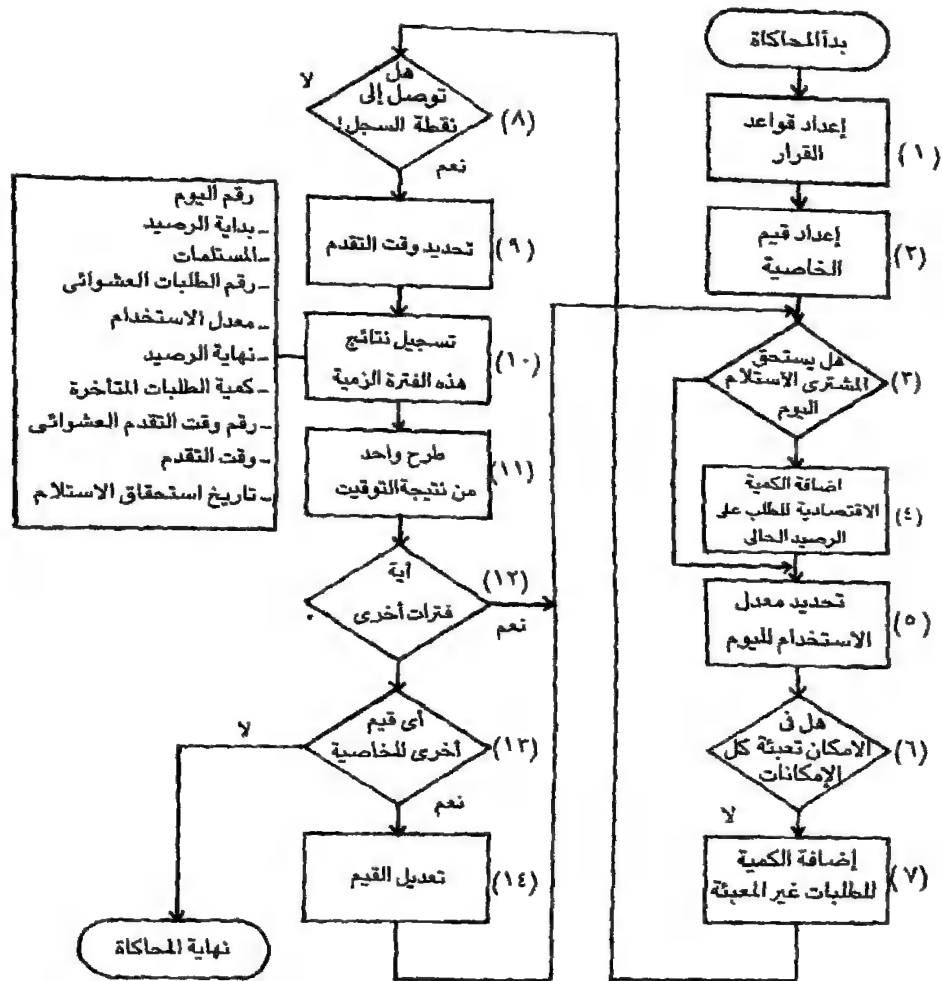 بدأ المحاكاة
إعداد قواعد
القرار
(١)
إعداد قيم
الخاصية
(٢)
هل يستحق
المشترى الاستلام
اليوم
(٣)
اضافة الكمية
الاقتصادية للطلب على
الرصيد الحالى
(٤)
تحديد معدل
الاستخدام لليوم
(٥)
هل فى
الامكان تعبئة كل
الإمكانات
(٦)
لا
إضافة الكمية
للطلبات غير المعبئة
(٧)
هل
توصل إلى
نقطة السجل!
(٨)
لا
نعم
تحديد وقت التقدم
(٩)
تسجيل نتائج
هذه الفترة الزمية
(١٠)
رقم اليوم
ـ بداية الرصيد
ـ المستلمات
ـ رقم الطلبات العشوائى
معدل الاستخدام ـ
ـ نهاية الرصيد
ـ كمية الطلبات المتأخرة
ـ رقم وقت التقدم العشوائى
ـ وقت التقدم
ـ تاريخ استحقاق الاستلام
طرح واحد
من نتيجة التوقيت
(١١)
أية
فترات أخرى
(١٢)
نعم
أى قيم
أخرى للخاصية
(١٣)
لا
نعم
تعديل القيم
(١٤)
نهاية المحاكاة